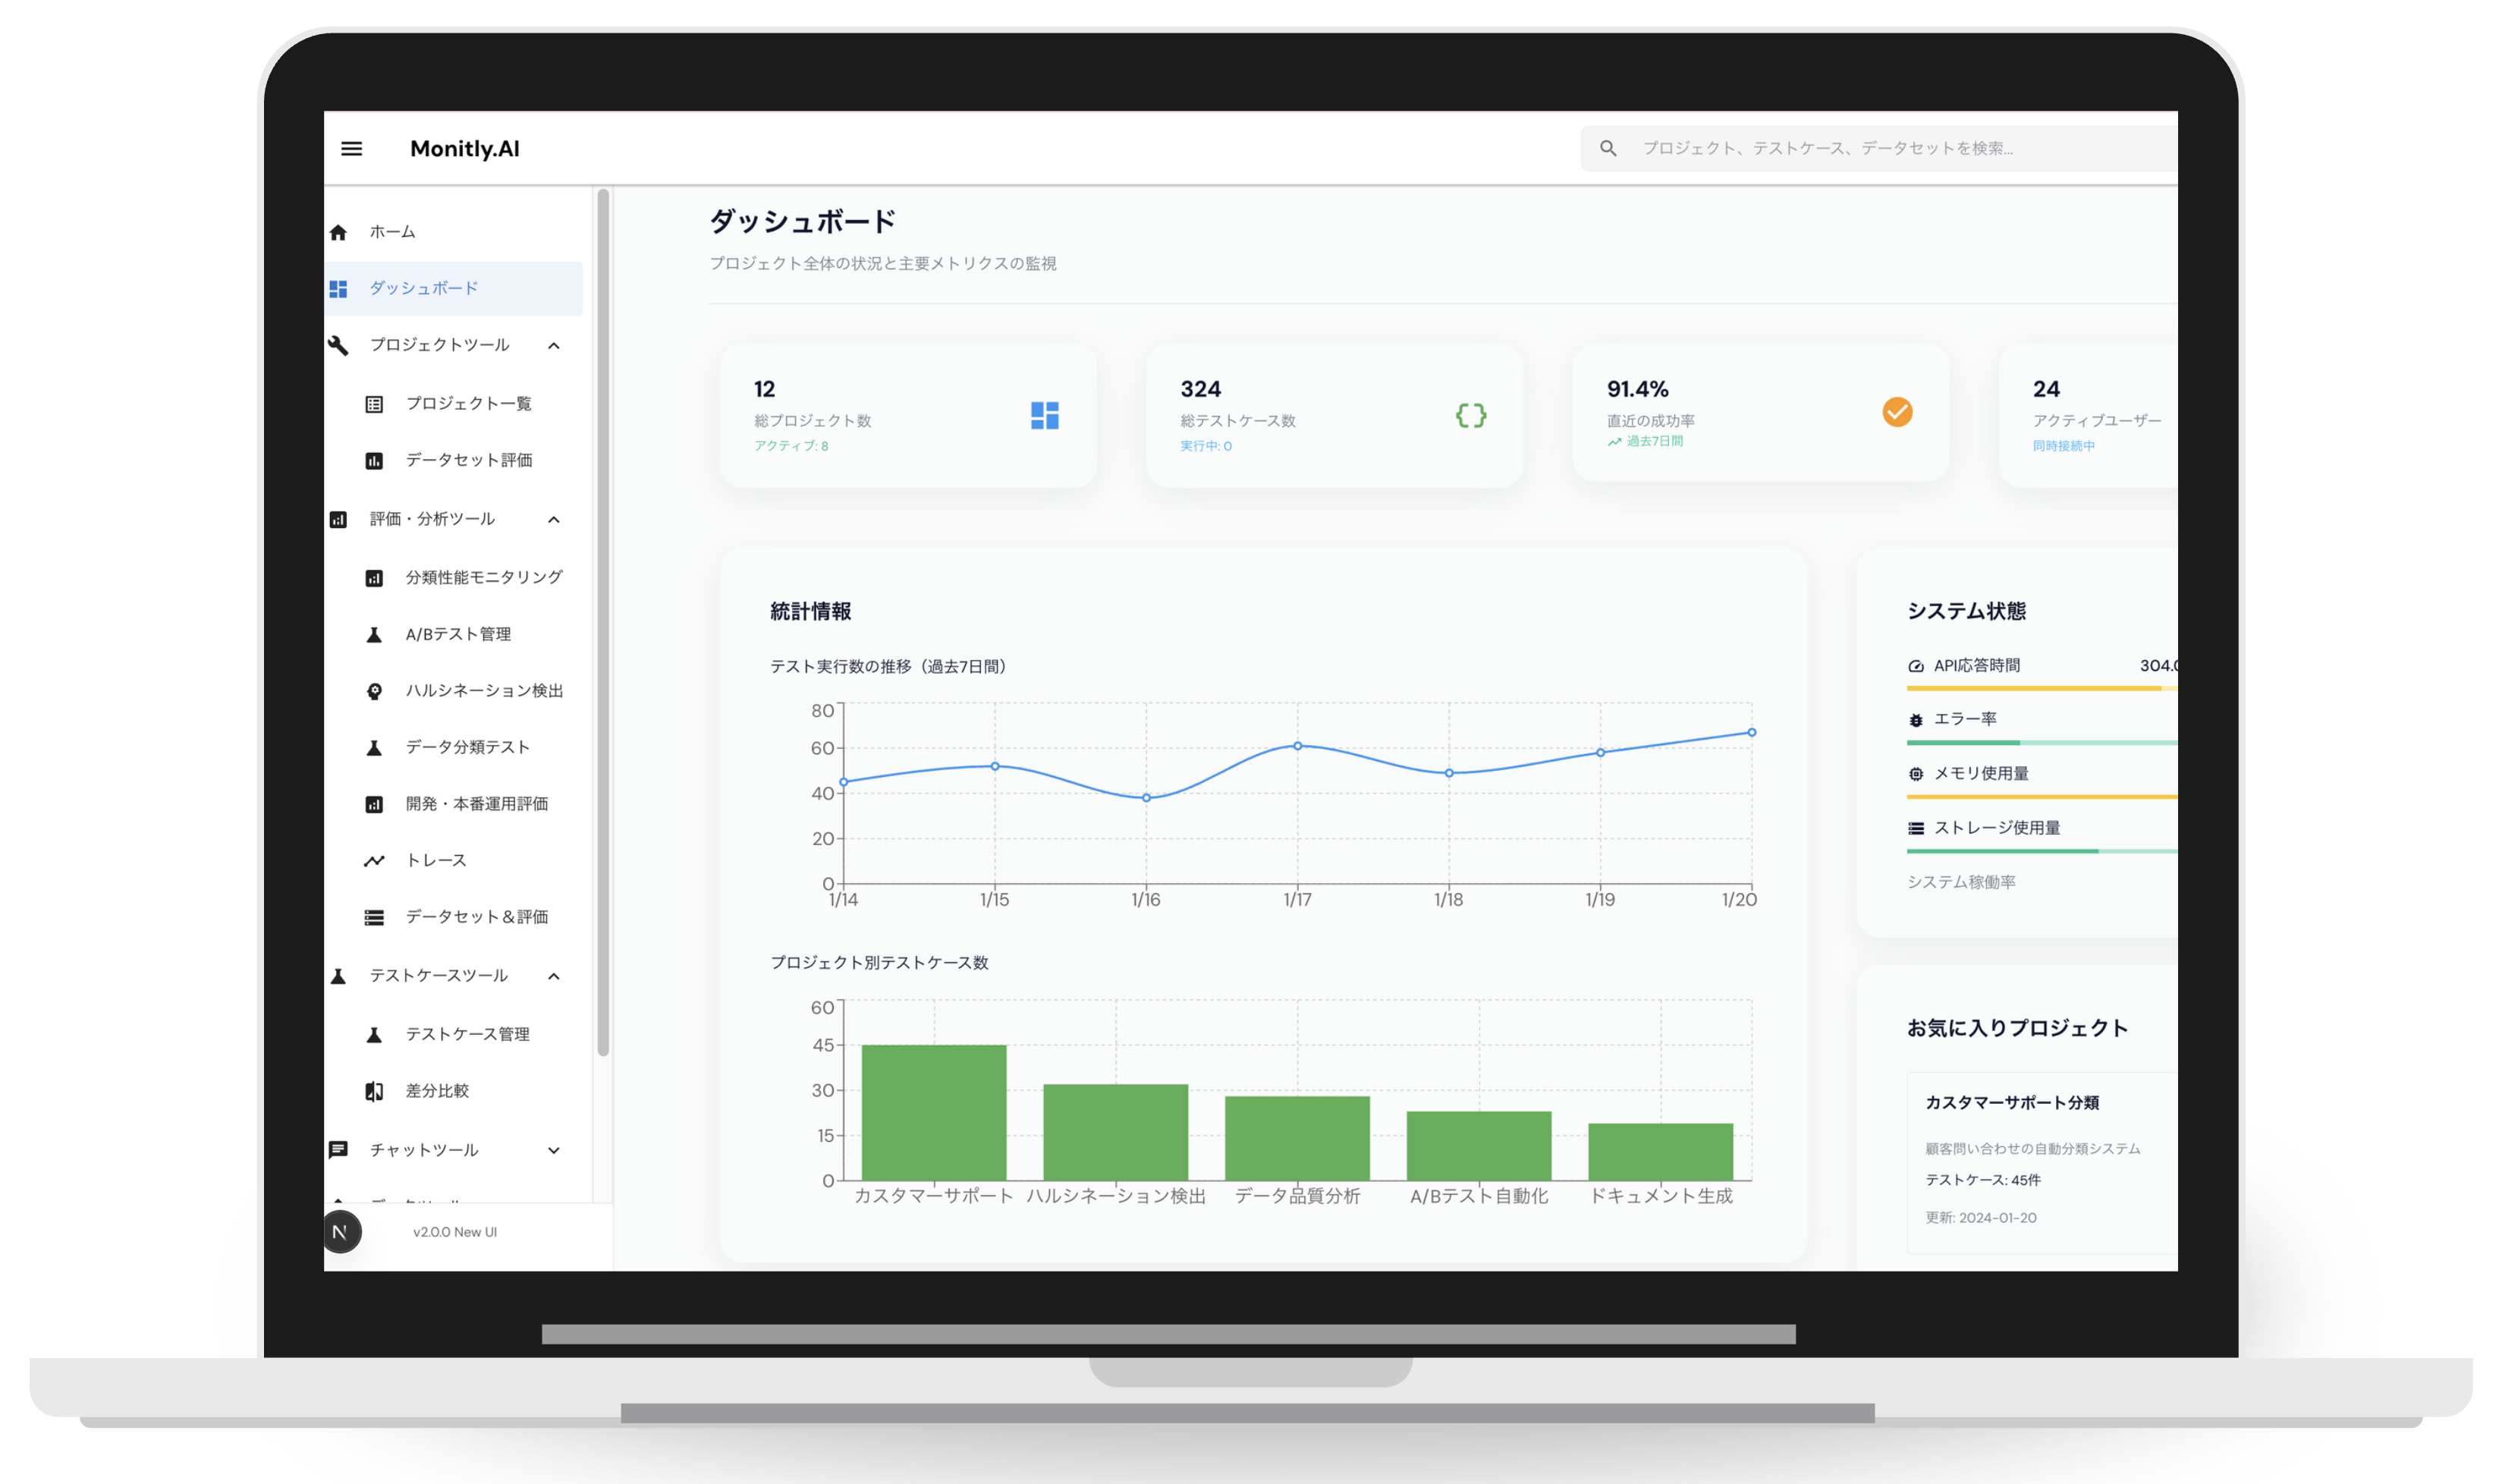 Monitly.AI
プロジェクト、テストケース、データセットを検索...
ホーム
ダッシュボード
プロジェクトツール
プロジェクト一覧
データセット評価
評価・分析ツール
分類性能モニタリング
A/Bテスト管理
ハルシネーション検出
データ分類テスト
開発・本番運用評価
トレース
データセット＆評価
テストケースツール
テストケース管理
差分比較
チャットツール
N
v2.0.0 New UI
ダッシュボード
プロジェクト全体の状況と主要メトリクスの監視
12
総プロジェクト数
アクティブ: 8
324
総テストケース数
実行中: 0
91.4%
直近の成功率
過去7日間
24
アクティブユーザー
同時接続中
統計情報
テスト実行数の推移（過去7日間）
80
60
40
20
0
1/14 1/15 1/16 1/17 1/18 1/19 1/20
プロジェクト別テストケース数
60
45
30
15
0
カスタマーサポート ハルシネーション検出 データ品質分析 A/Bテスト自動化 ドキュメント生成
システム状態
API応答時間 304.
エラー率
メモリ使用量
ストレージ使用量
システム稼働率
お気に入りプロジェクト
カスタマーサポート分類
顧客問い合わせの自動分類システム
テストケース: 45件
更新: 2024-01-20